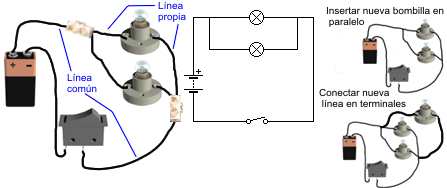 Línea
propia
Línea
común
+ -
+
Insertar nueva bombilla en
paralelo
Conectar nueva
línea en terminales